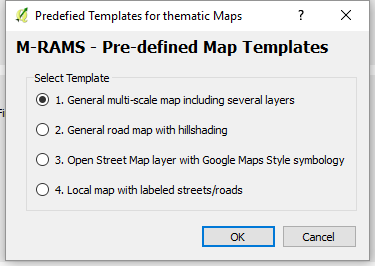 Predefied Templates for thematic Maps
?
M-RAMS - Pre-defined Map Templates
Select Template
1. General multi-scale map including several layers
2. General road map with hillshading
3. Open Street Map layer with Google Maps Style symbology
4. Local map with labeled streets/roads
OK Cancel